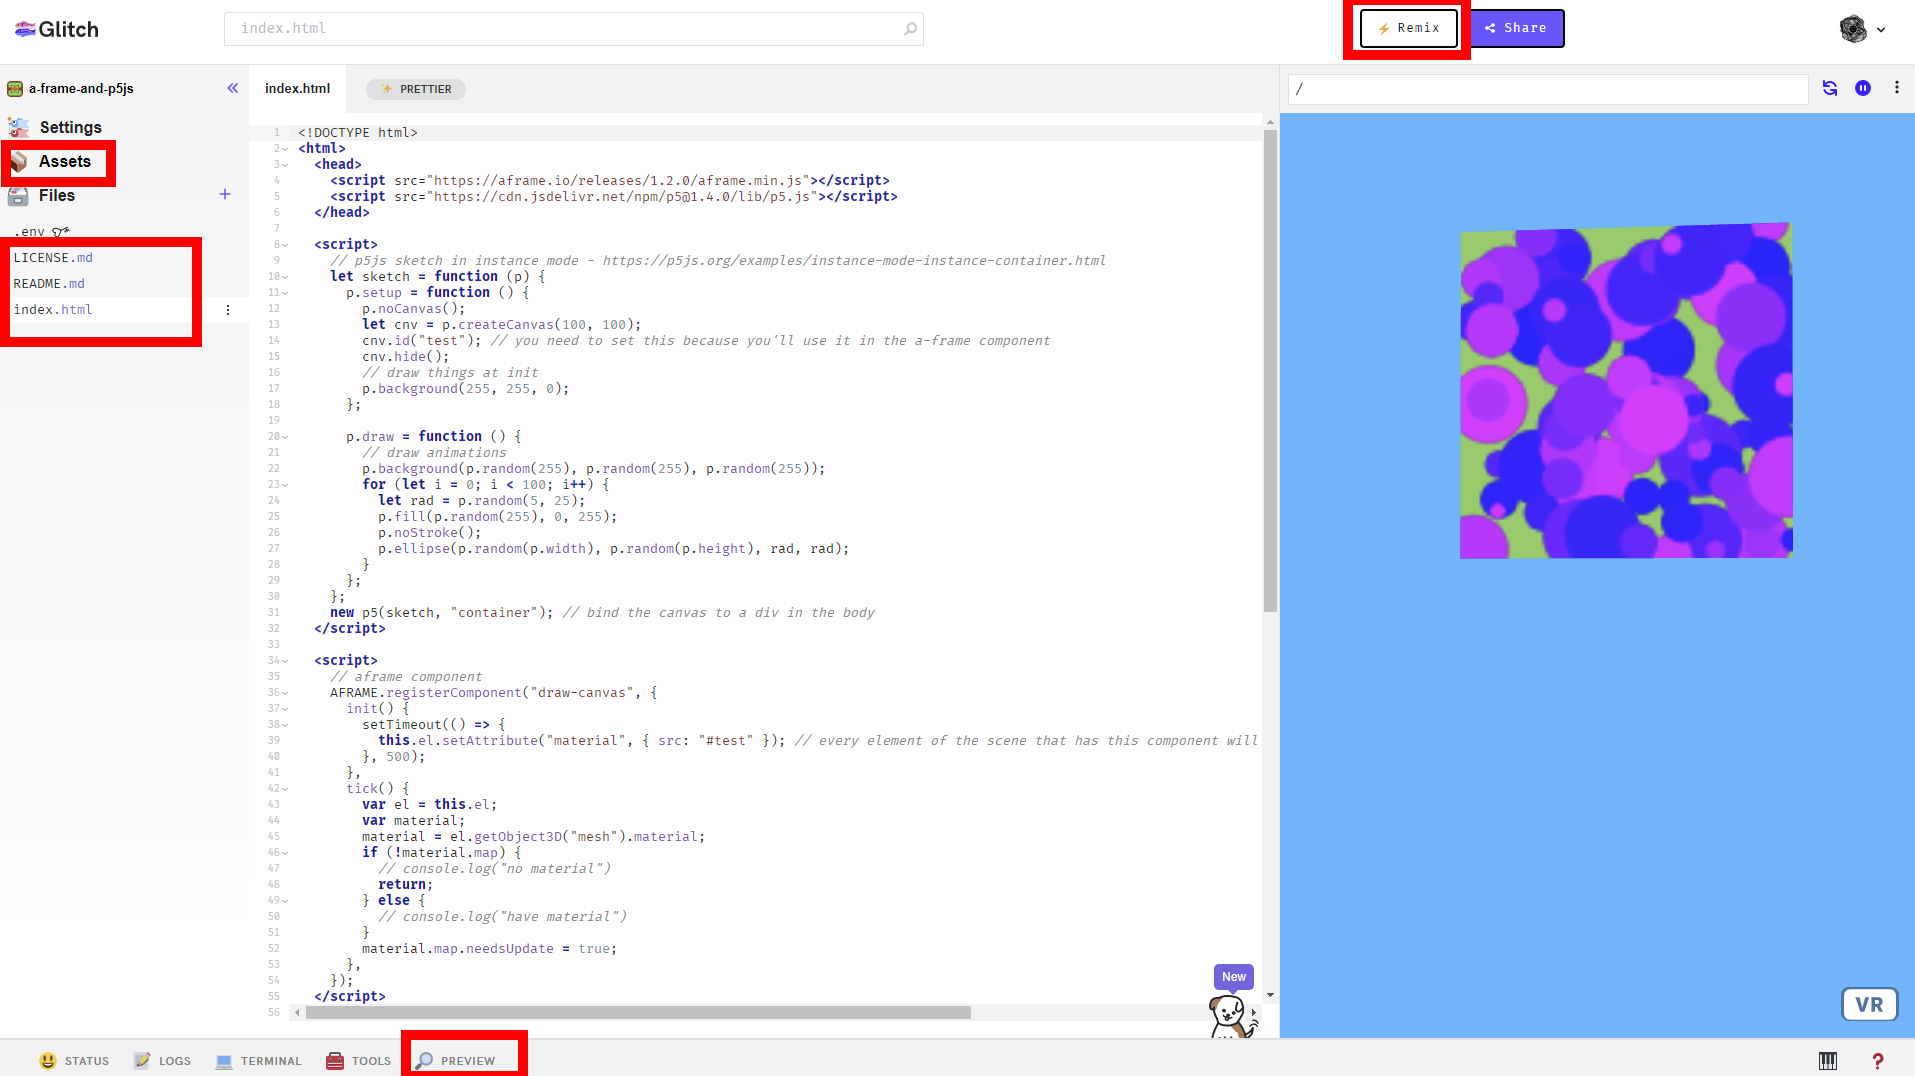 Glitch
index.html
Remix
Share
a-frame-and-p5js
index.html
PRETTIER
/
Settings
Assets
Files
+
.env
LICENSE.md
README.md
index.html
1 <!DOCTYPE html>
2 <html>
3 <head>
4 <script src="https://aframe.io/releases/1.2.0/aframe.min.js"></script>
5 <script src="https://cdn.jsdelivr.net/npm/p5@1.4.0/lib/p5.js"></script>
6 </head>
7
8 <script>
9 // p5js sketch in instance mode - https://p5js.org/examples/instance-mode-instance-container.html
10 let sketch = function (p) {
11 p.setup = function () {
12 p.noCanvas();
13 let cnv = p.createCanvas(100, 100);
14 cnv.id("test"); // you need to set this because you'll use it in the a-frame component
15 cnv.hide();
16 // draw things at init
17 p.background(255, 255, 0);
18 };
19
20 p.draw = function () {
21 // draw animations
22 p.background(p.random(255), p.random(255), p.random(255));
23 for (let i = 0; i < 100; i++) {
24 let rad = p.random(5, 25);
25 p.fill(p.random(255), 0, 255);
26 p.noStroke();
27 p.ellipse(p.random(p.width), p.random(p.height), rad, rad);
28 }
29 };
30 };
31 new p5(sketch, "container"); // bind the canvas to a div in the body
32 </script>
33
34 <script>
35 // aframe component
36 AFRAME.registerComponent("draw-canvas", {
37 init() {
38 setTimeout(() => {
39 this.el.setAttribute("material", { src: "#test" }); // every element of the scene that has this component will
40 }, 500);
41 },
42 tick() {
43 var el = this.el;
44 var material;
45 material = el.getObject3D("mesh").material;
46 if (!material.map) {
47 // console.log("no material")
48 return;
49 } else {
50 // console.log("have material")
51 }
52 material.map.needsUpdate = true;
53 },
54 });
55 </script>
56
New
VR
STATUS
LOGS
TERMINAL
TOOLS
PREVIEW
?